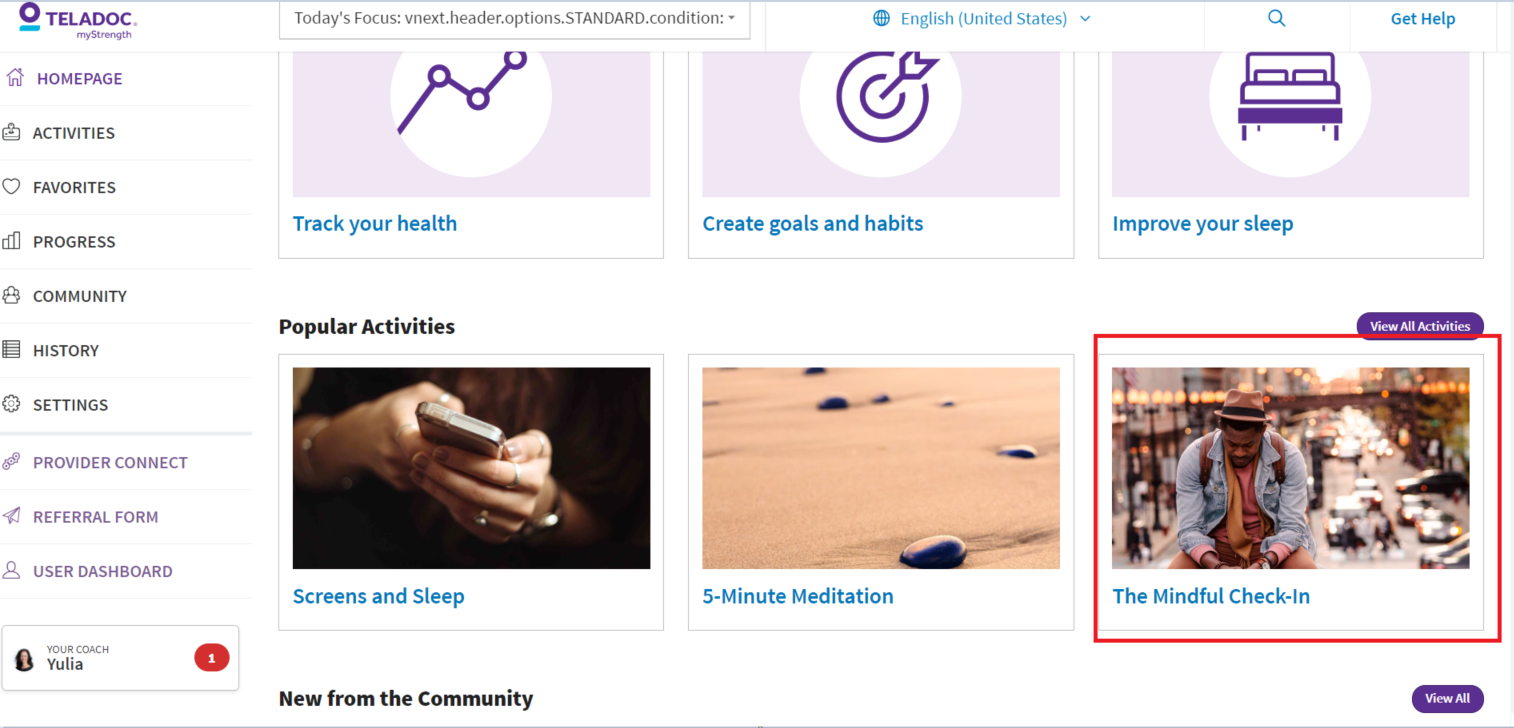 TELADOC
myStrength
Today's Focus: vnext.header.options.STANDARD.condition:
English (United States)
Get Help
HOMEPAGE
ACTIVITIES
FAVORITES
PROGRESS
COMMUNITY
HISTORY
SETTINGS
PROVIDER CONNECT
REFERRAL FORM
USER DASHBOARD
YOUR COACH
Yulia
1
Track your health
Create goals and habits
Improve your sleep
Popular Activities
View All Activities
Screens and Sleep
5-Minute Meditation
The Mindful Check-In
New from the Community
View All